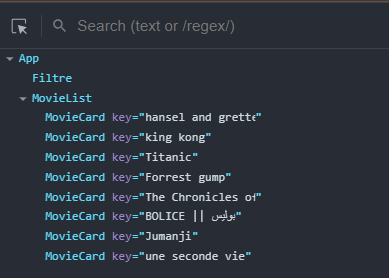 Search (text or /regex/)
App
Filtre
MovieList
MovieCard key="hansel and grette"
MovieCard key="king kong"
MovieCard key="Titanic"
MovieCard key="Forrest gump"
MovieCard key="The Chronicles of"
MovieCard key="BOLICE || بوليس"
MovieCard key="Jumanji"
MovieCard key="une seconde vie"